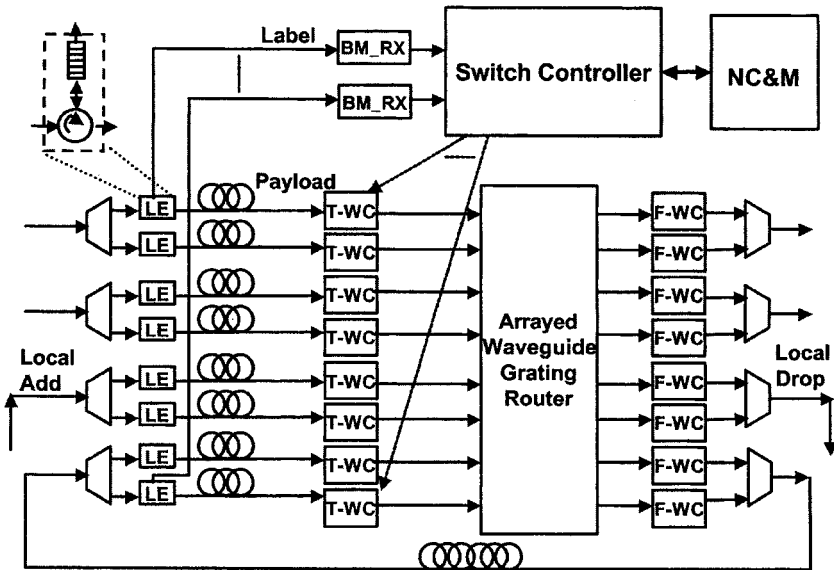 Label
BM_RX
Switch Controller
NC&M
BM_RX
Payload
LE
T-WC
F-WC
LE
T-WC
F-WC
LE
T-WC
F-WC
LE
T-WC
F-WC
Arrayed
Waveguide
Grating
Router
Local
Add
LE
T-WC
F-WC
Local
Drop
LE
T-WC
F-WC
LE
T-WC
F-WC
LE
T-WC
F-WC